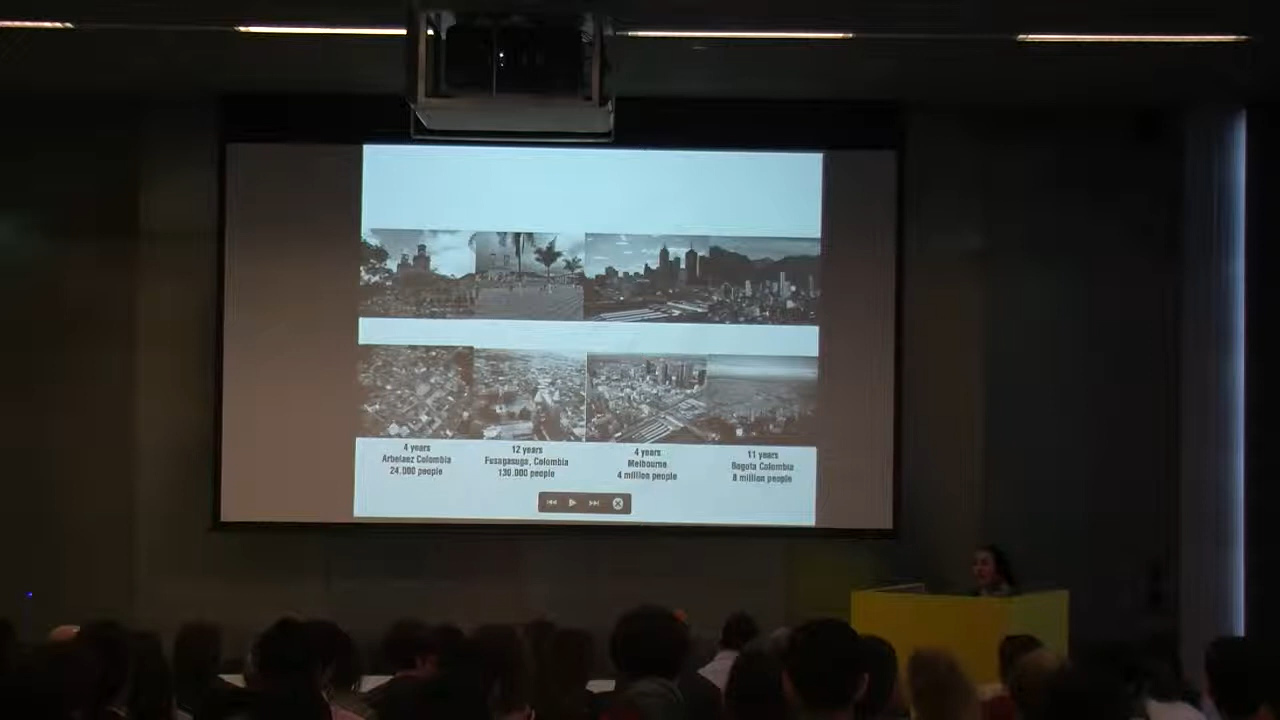 4 years
Arbelaez Colombia
24.000 people
12 years
Fusagasuga, Colombia
130.000 people
4 years
Melbourne
4 million people
11 years
Bogota Colombia
8 million people